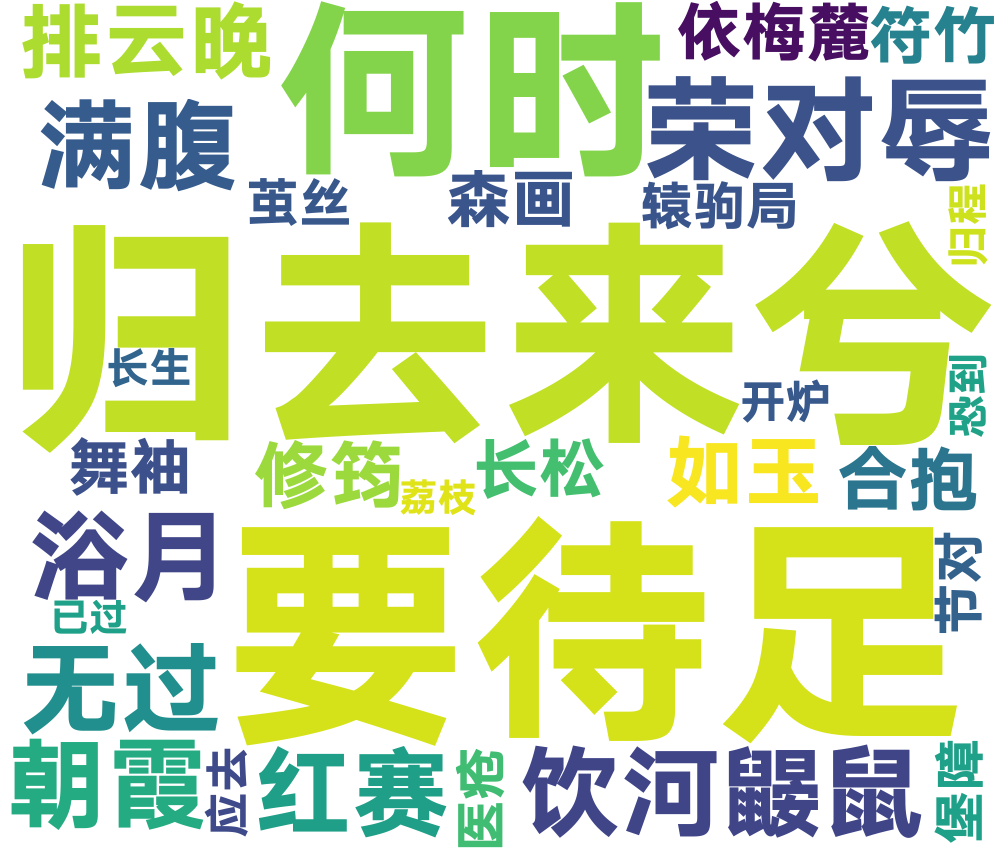 排云晚
何时
依梅麓
符竹
满腹
荣对辱
茧丝
森画
辕驹局
归程
归去来兮
长生
开炉
恐到
舞袖
修筠
荔枝
长松
如玉
合抱
浴月
要待足
节对
已过
无过
朝霞
应去
红赛
医疮
饮河鼹鼠
堡障